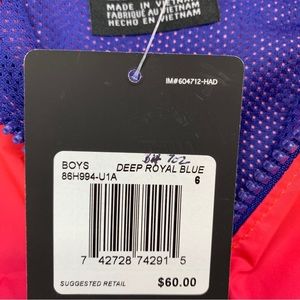 MADE IN VIETNAM
FABRIQUÉ AU VIETNAM
HECHO EN VIETNAM
IM#604712-HAD
BOYS DEEP ROYAL BLUE
86H994-U1A 6
7 42728 74291 5
SUGGESTED RETAIL $60.00